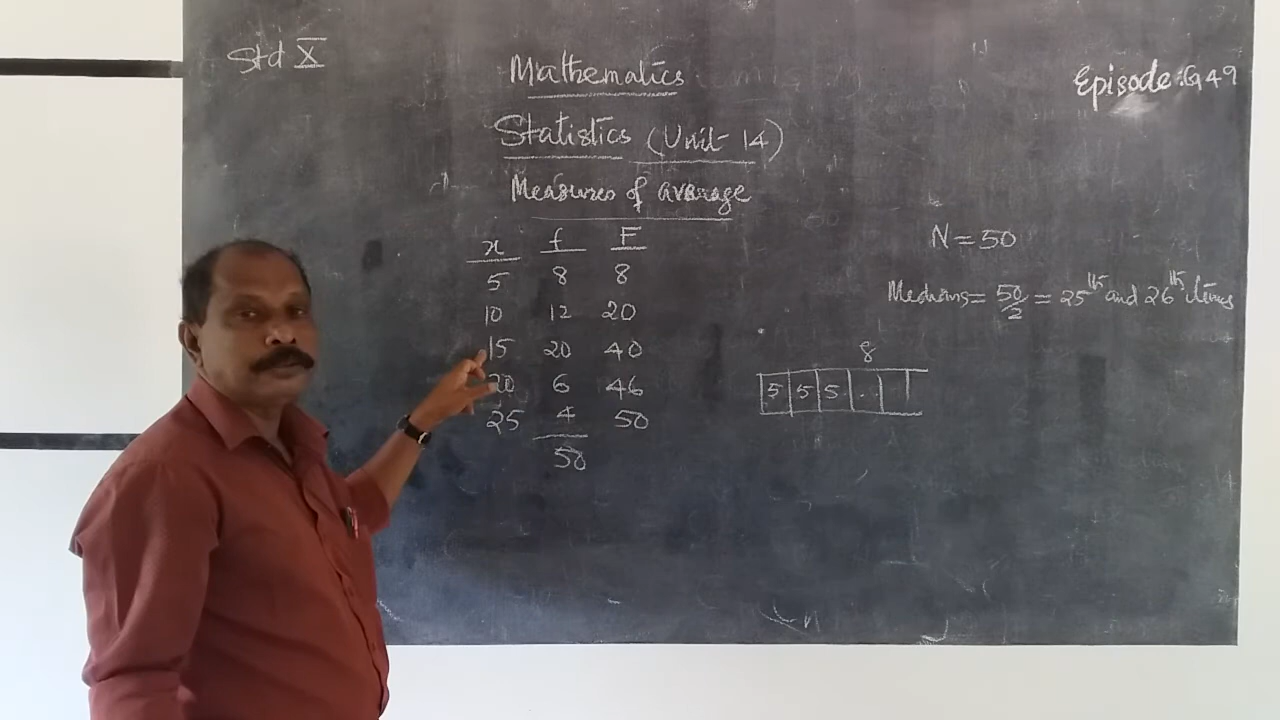 Std X
Mathematics
Episode: G49
Statistics (Unit 14)
Measures of average
x f F
5 8 8
10 12 20
15 20 40
20 6 46
25 4 50
50
N = 50
Medians = 50/2 = 25th and 26th items
8
5 5 5 . .